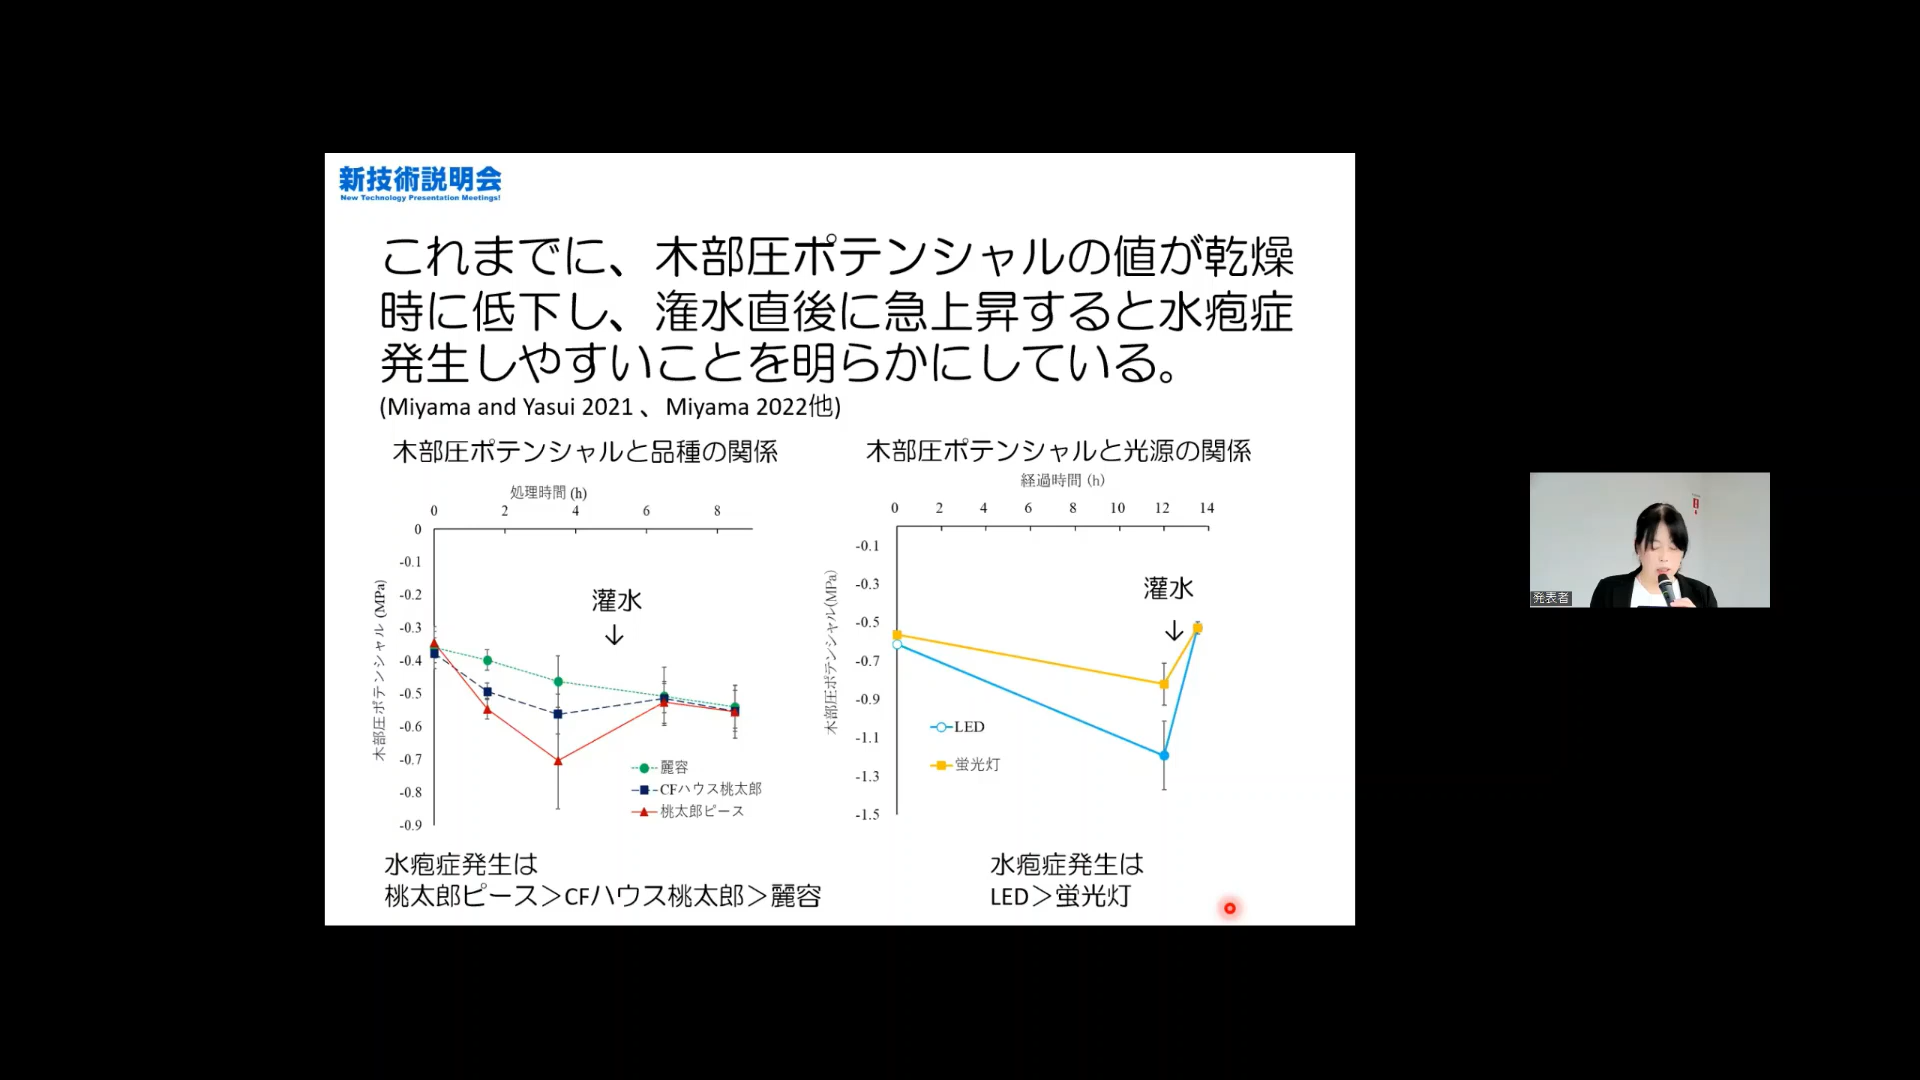 新技術説明会
New Technology Presentation Meetings!
これまでに、木部圧ポテンシャルの値が乾燥
時に低下し、潅水直後に急上昇すると水疱症
発生しやすいことを明らかにしている。
(Miyama and Yasui 2021 、Miyama 2022他)
木部圧ポテンシャルと品種の関係
処理時間 (h)
0 2 4 6 8
0
-0.1
-0.2
-0.3
-0.4
-0.5
-0.6
-0.7
-0.8
-0.9
木部圧ポテンシャル (MPa)
灌水
↓
麗容
CFハウス桃太郎
桃太郎ピース
水疱症発生は
桃太郎ピース＞CFハウス桃太郎＞麗容
木部圧ポテンシャルと光源の関係
経過時間 (h)
0 2 4 6 8 10 12 14
-0.1
-0.3
-0.5
-0.7
-0.9
-1.1
-1.3
-1.5
木部圧ポテンシャル(MPa)
灌水
↓
LED
蛍光灯
水疱症発生は
LED＞蛍光灯
発表者